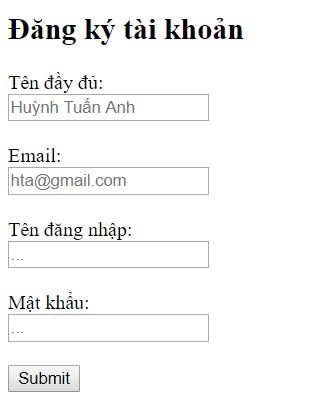 Đăng ký tài khoản
Tên đầy đủ:
Huỳnh Tuấn Anh
Email:
hta@gmail.com
Tên đăng nhập:
...
Mật khẩu:
...
Submit